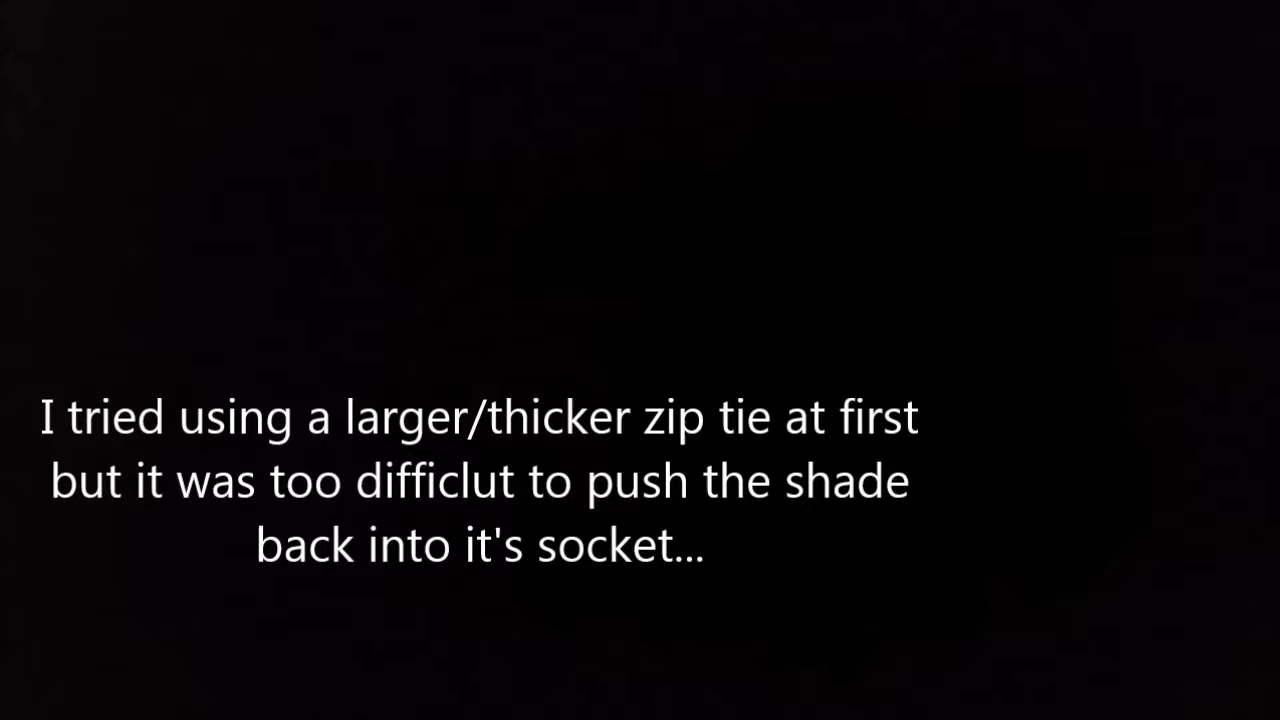 I tried using a larger/thicker zip tie at first
but it was too difficlut to push the shade
back into it's socket...